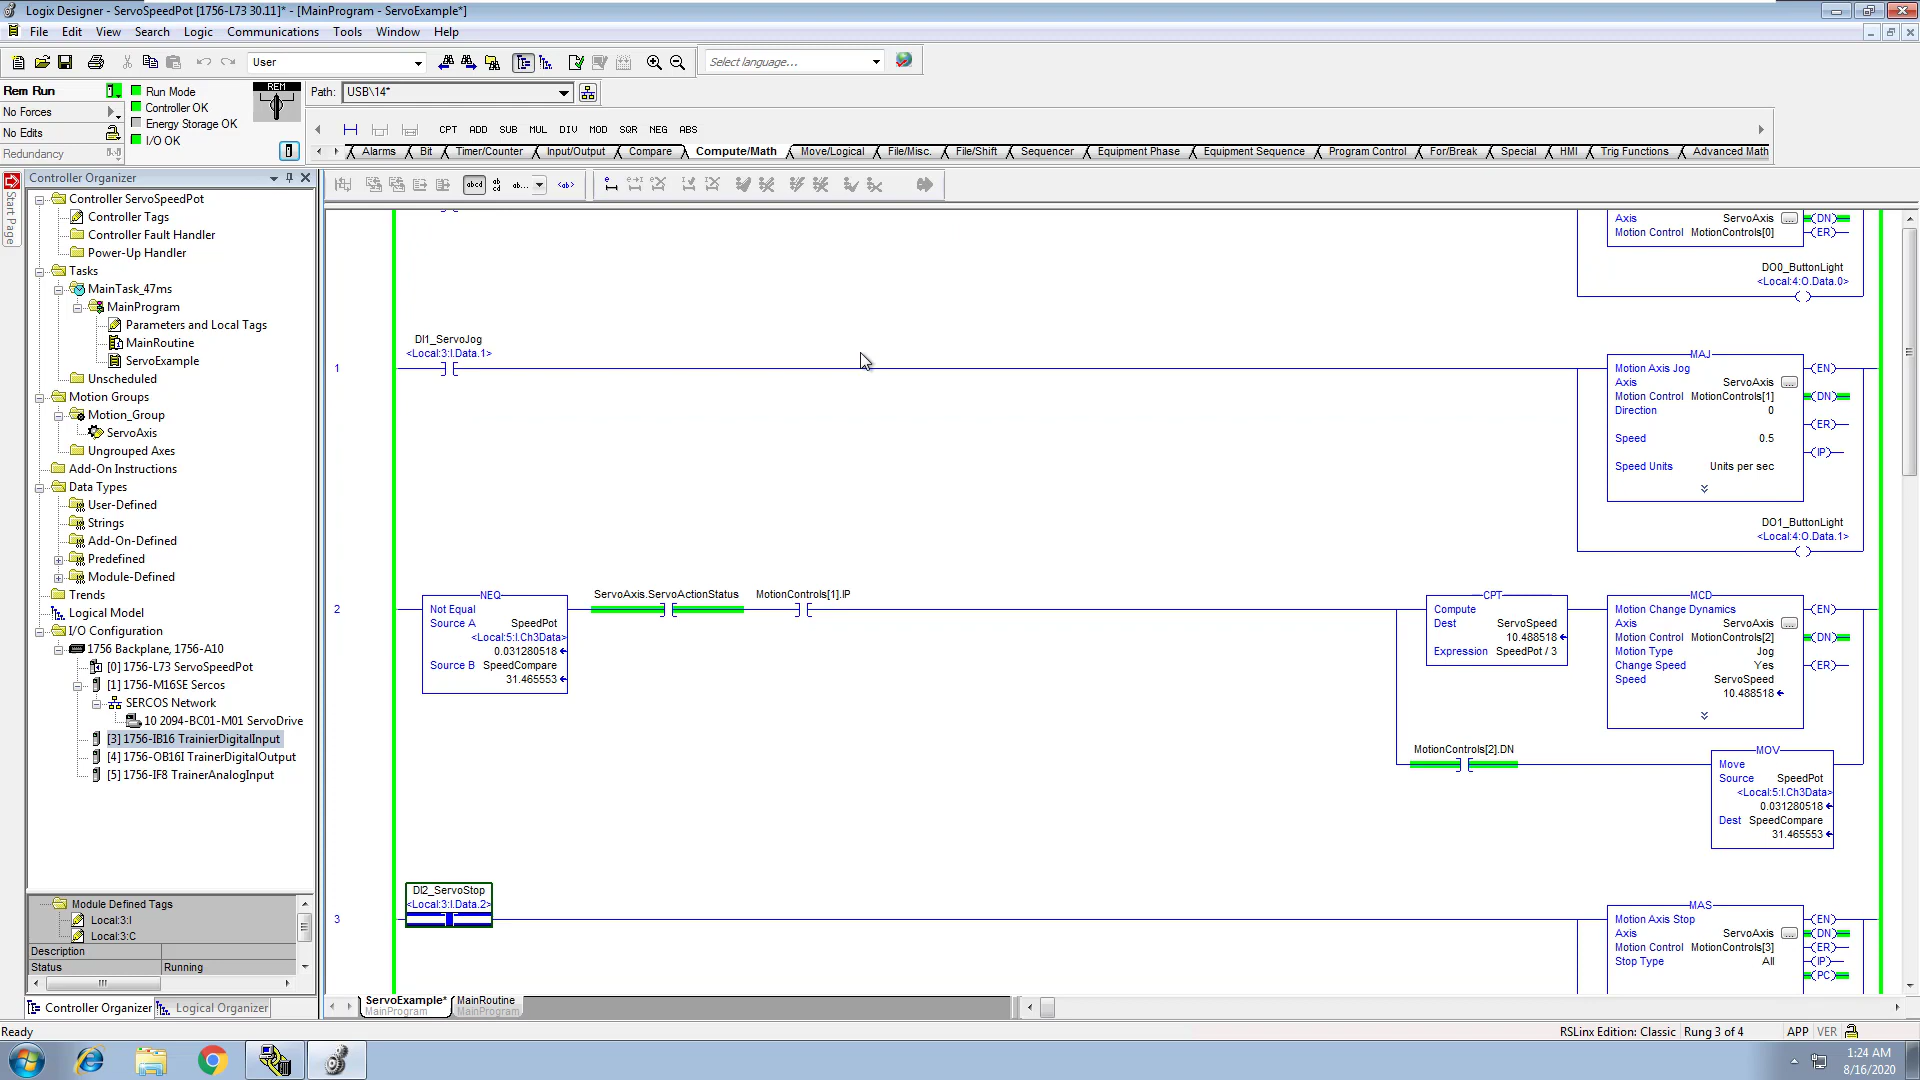 Logix Designer - ServoSpeedPot [1756-L73 30.11]* - [MainProgram - ServoExample*]
File Edit View Search Logic Communications Tools Window Help
User
Select language...
Rem Run
No Forces
No Edits
Redundancy
Run Mode
Controller OK
Energy Storage OK
I/O OK
REM
Path: USB\14*
CPT ADD SUB MUL DIV MOD SQR NEG ABS
Alarms Bit Timer/Counter Input/Output Compare Compute/Math Move/Logical File/Misc. File/Shift Sequencer Equipment Phase Equipment Sequence Program Control For/Break Special HMI Trig Functions Advanced Math
Start Page
Controller Organizer
Controller ServoSpeedPot
Controller Tags
Controller Fault Handler
Power-Up Handler
Tasks
MainTask_47ms
MainProgram
Parameters and Local Tags
MainRoutine
ServoExample
Unscheduled
Motion Groups
Motion_Group
ServoAxis
Ungrouped Axes
Add-On Instructions
Data Types
User-Defined
Strings
Add-On-Defined
Predefined
Module-Defined
Trends
Logical Model
I/O Configuration
1756 Backplane, 1756-A10
[0] 1756-L73 ServoSpeedPot
[1] 1756-M16SE Sercos
SERCOS Network
10 2094-BC01-M01 ServoDrive
[3] 1756-IB16 TrainierDigitalInput
[4] 1756-OB16I TrainerDigitalOutput
[5] 1756-IF8 TrainerAnalogInput
Module Defined Tags
Local:3:I
Local:3:C
Description
Status Running
Controller Organizer Logical Organizer
abcd
ab
cd
ab...
<ab>
Axis ServoAxis ... (DN)
Motion Control MotionControls[0] (ER)
DO0_ButtonLight
<Local:4:O.Data.0>
1
DI1_ServoJog
<Local:3:I.Data.1>
MAJ
Motion Axis Jog (EN)
Axis ServoAxis ...
Motion Control MotionControls[1] (DN)
Direction 0
(ER)
Speed 0.5
(IP)
Speed Units Units per sec
DO1_ButtonLight
<Local:4:O.Data.1>
2
NEQ
Not Equal
Source A SpeedPot
<Local:5:I.Ch3Data>
0.031280518
Source B SpeedCompare
31.465553
ServoAxis.ServoActionStatus
MotionControls[1].IP
CPT
Compute
Dest ServoSpeed
10.488518
Expression SpeedPot / 3
MCD
Motion Change Dynamics (EN)
Axis ServoAxis ...
Motion Control MotionControls[2] (DN)
Motion Type Jog
Change Speed Yes (ER)
Speed ServoSpeed
10.488518
MotionControls[2].DN
MOV
Move
Source SpeedPot
<Local:5:I.Ch3Data>
0.031280518
Dest SpeedCompare
31.465553
3
DI2_ServoStop
<Local:3:I.Data.2>
MAS
Motion Axis Stop (EN)
Axis ServoAxis ... (DN)
Motion Control MotionControls[3] (ER)
Stop Type All (IP)
(PC)
ServoExample* MainRoutine
MainProgram MainProgram
Ready
RSLinx Edition: Classic Rung 3 of 4 APP VER
1:24 AM
8/16/2020